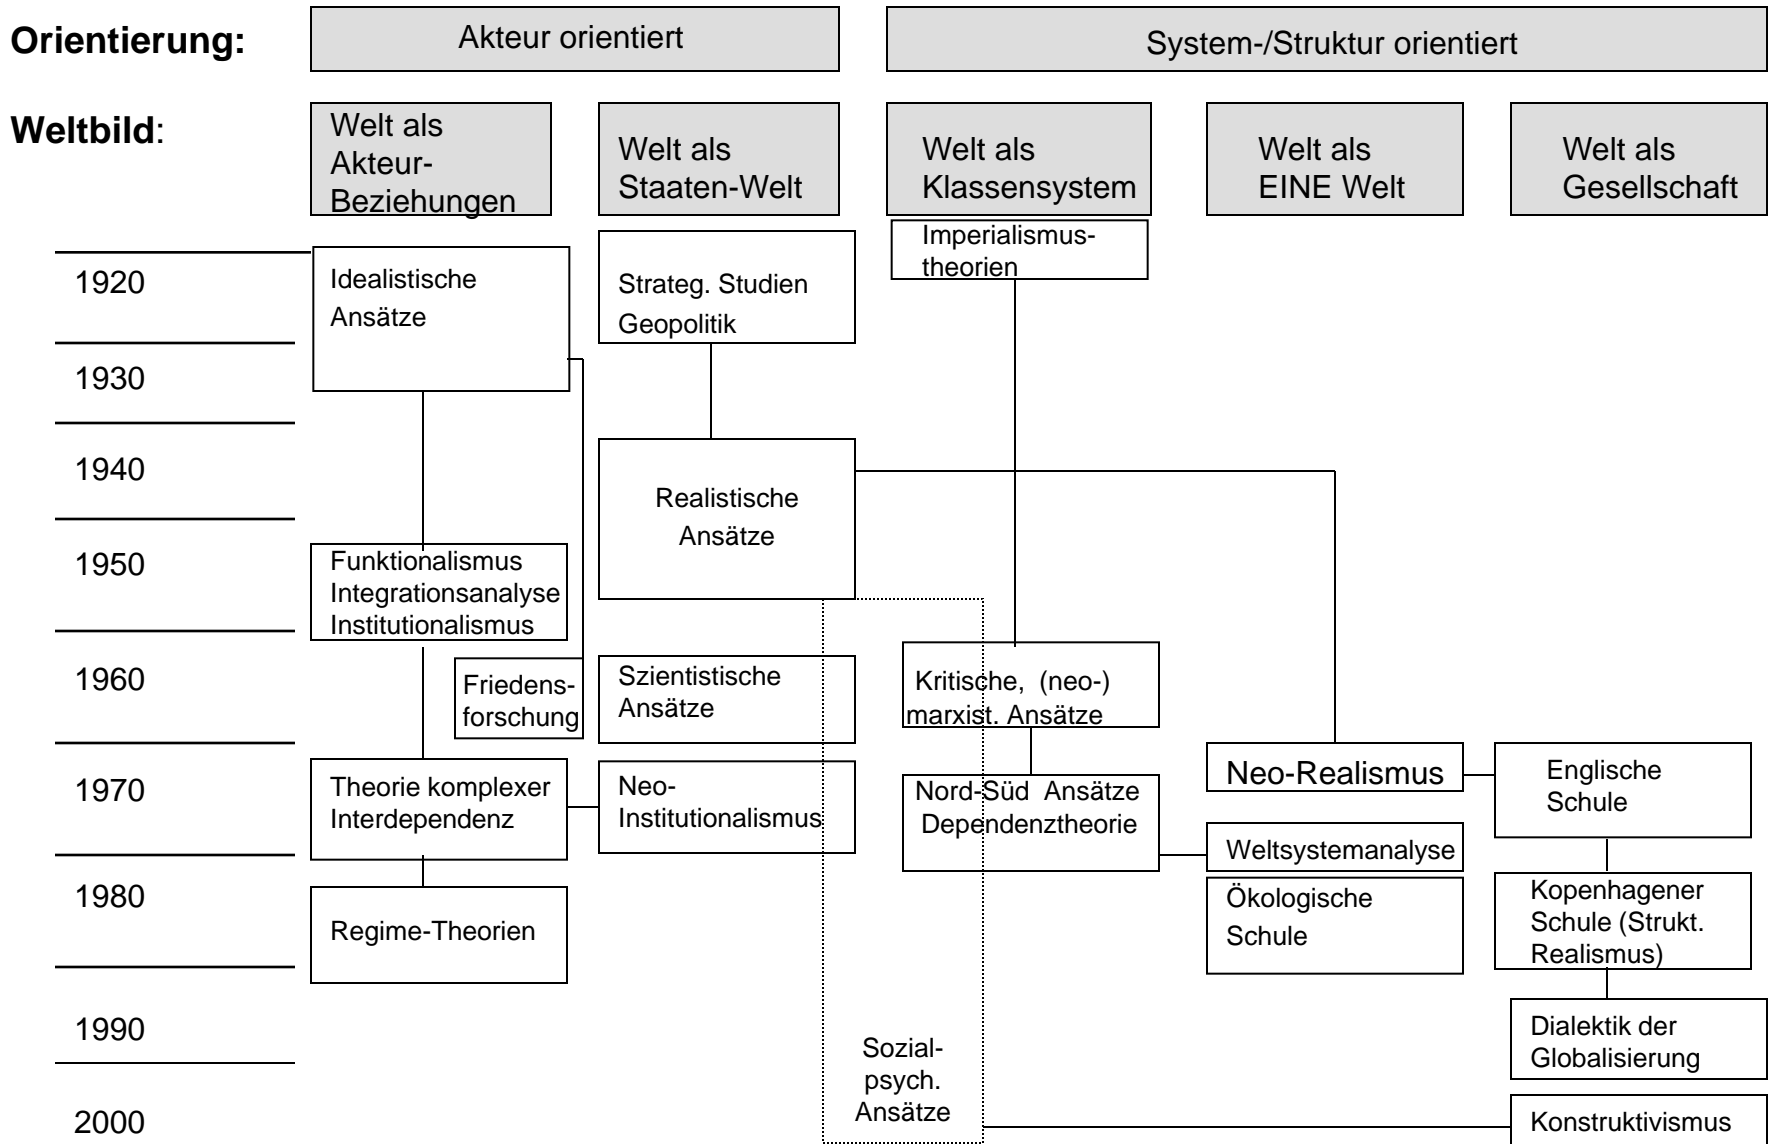 Orientierung:
Akteur orientiert
System-/Struktur orientiert
Weltbild:
Welt als
Akteur-
Beziehungen
Welt als
Staaten-Welt
Welt als
Klassensystem
Welt als
EINE Welt
Welt als
Gesellschaft
Imperialismus-
theorien
1920
Idealistische
Ansätze
Strateg. Studien
Geopolitik
1930
1940
Realistische
Ansätze
1950
Funktionalismus
Integrationsanalyse
Institutionalismus
1960
Friedens-
forschung
Szientistische
Ansätze
Kritische, (neo-)
marxist. Ansätze
1970
Theorie komplexer
Interdependenz
Neo-
Institutionalismus
Nord-Süd Ansätze
Dependenztheorie
Neo-Realismus
Englische
Schule
Weltsystemanalyse
1980
Regime-Theorien
Ökologische
Schule
Kopenhagener
Schule (Strukt.
Realismus)
1990
Sozial-
psych.
Ansätze
Dialektik der
Globalisierung
2000
Konstruktivismus